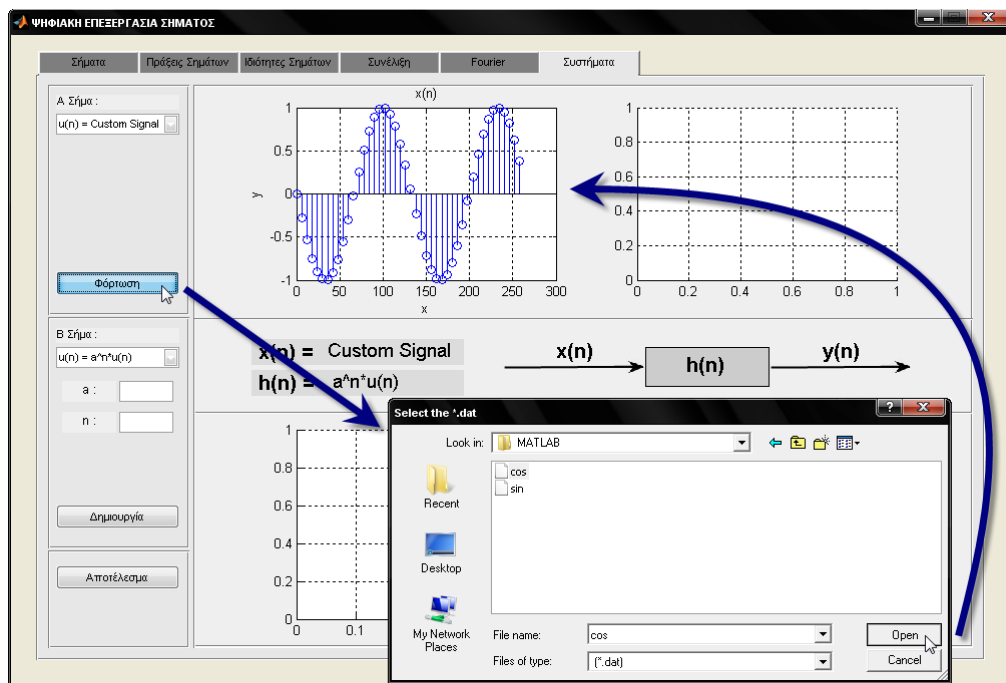 ΨΗΦΙΑΚΗ ΕΠΕΞΕΡΓΑΣΙΑ ΣΗΜΑΤΟΣ
Σήματα
Πράξεις Σημάτων
Ιδιότητες Σημάτων
Συνέλιξη
Fourier
Συστήματα
Α Σήμα :
u(n) = Custom Signal
Φόρτωση
x(n)
1
0.5
0
-0.5
-1
y
0 50 100 150 200 250 300
x
1
0.8
0.6
0.4
0.2
0
0 0.2 0.4 0.6 0.8 1
Β Σήμα :
u(n) = a^n*u(n)
a :
n :
Δημιουργία
Αποτέλεσμα
x(n) = Custom Signal
h(n) = a^n*u(n)
x(n)
h(n)
y(n)
1
0.8
0.6
0.4
0.2
0
0 0.1
Select the *.dat
Look in: MATLAB
cos
sin
Recent
Desktop
My Network
Places
File name: cos
Open
Files of type: (*.dat)
Cancel